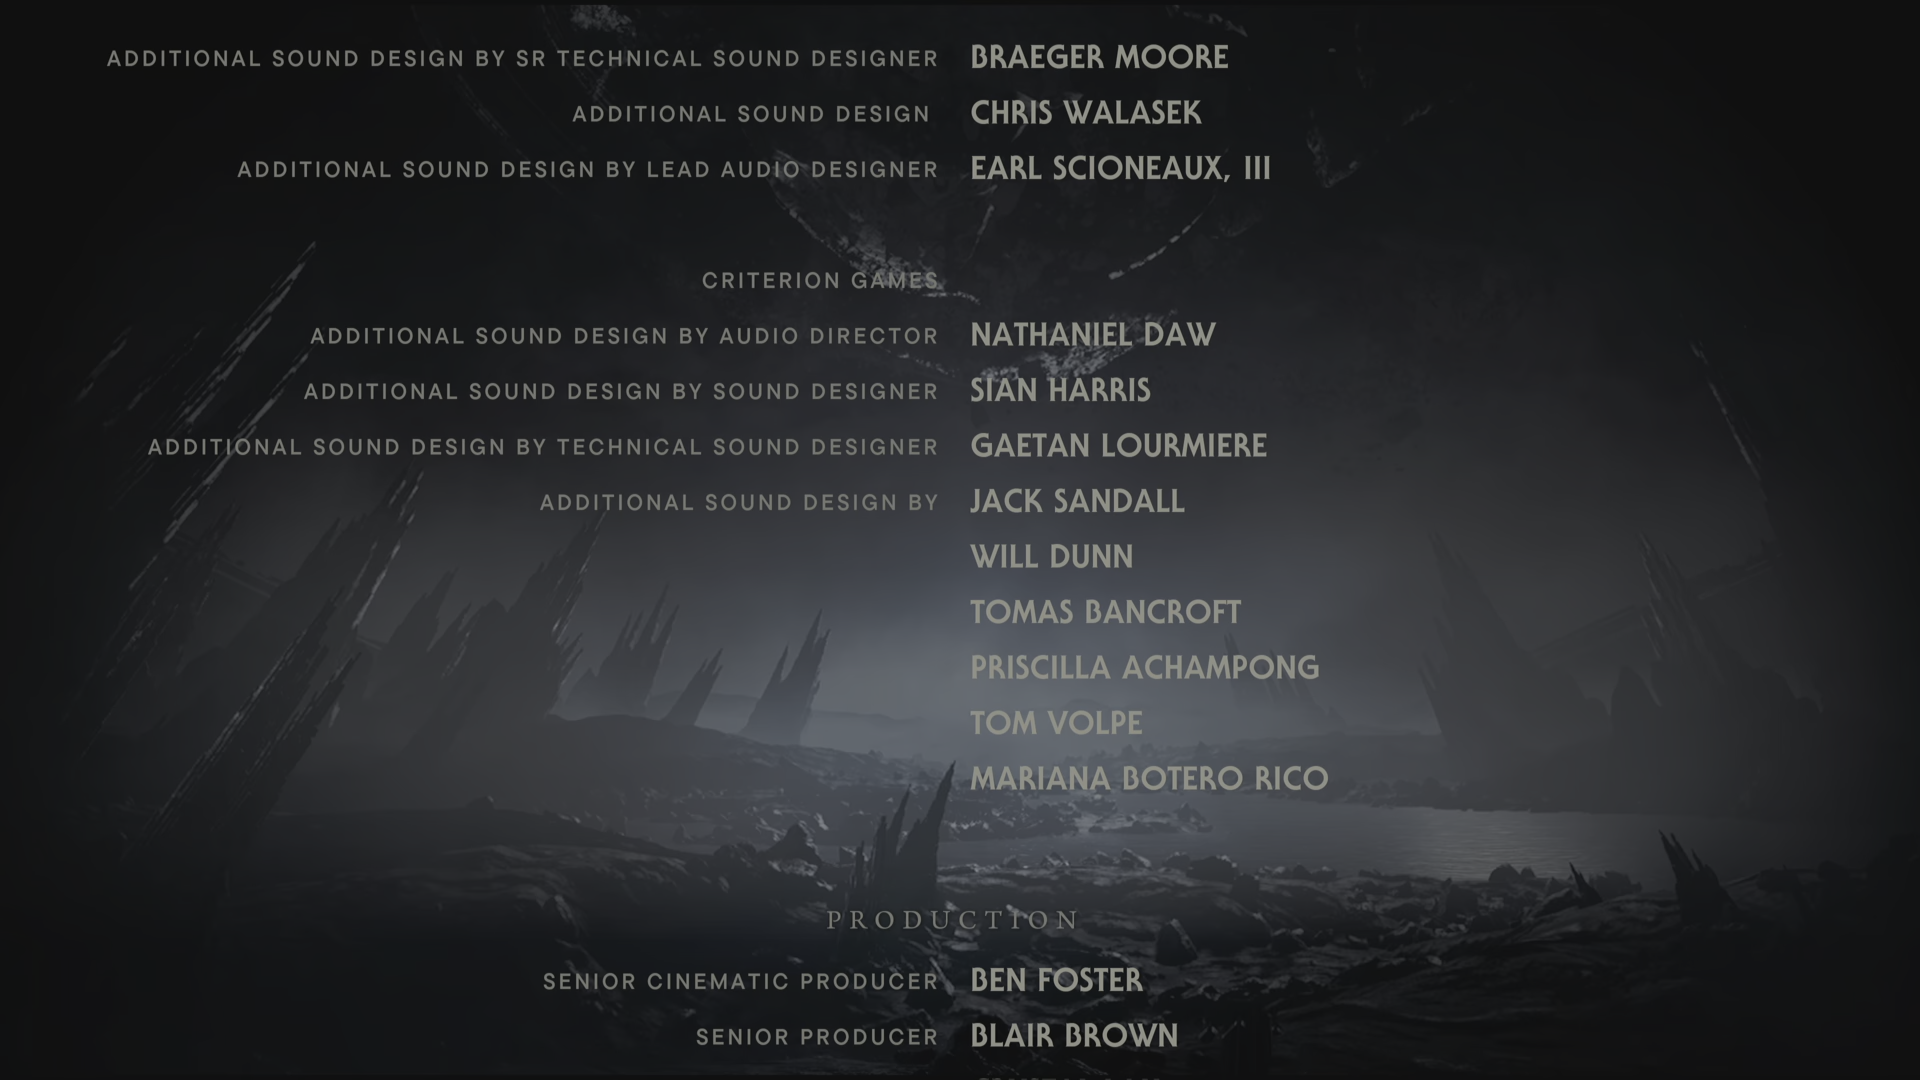 ADDITIONAL SOUND DESIGN BY SR TECHNICAL SOUND DESIGNER BRAEGER MOORE
ADDITIONAL SOUND DESIGN CHRIS WALASEK
ADDITIONAL SOUND DESIGN BY LEAD AUDIO DESIGNER EARL SCIONEAUX, III
CRITERION GAMES
ADDITIONAL SOUND DESIGN BY AUDIO DIRECTOR NATHANIEL DAW
ADDITIONAL SOUND DESIGN BY SOUND DESIGNER SIAN HARRIS
ADDITIONAL SOUND DESIGN BY TECHNICAL SOUND DESIGNER GAETAN LOURMIERE
ADDITIONAL SOUND DESIGN BY JACK SANDALL
WILL DUNN
TOMAS BANCROFT
PRISCILLA ACHAMPONG
TOM VOLPE
MARIANA BOTERO RICO
PRODUCTION
SENIOR CINEMATIC PRODUCER BEN FOSTER
SENIOR PRODUCER BLAIR BROWN